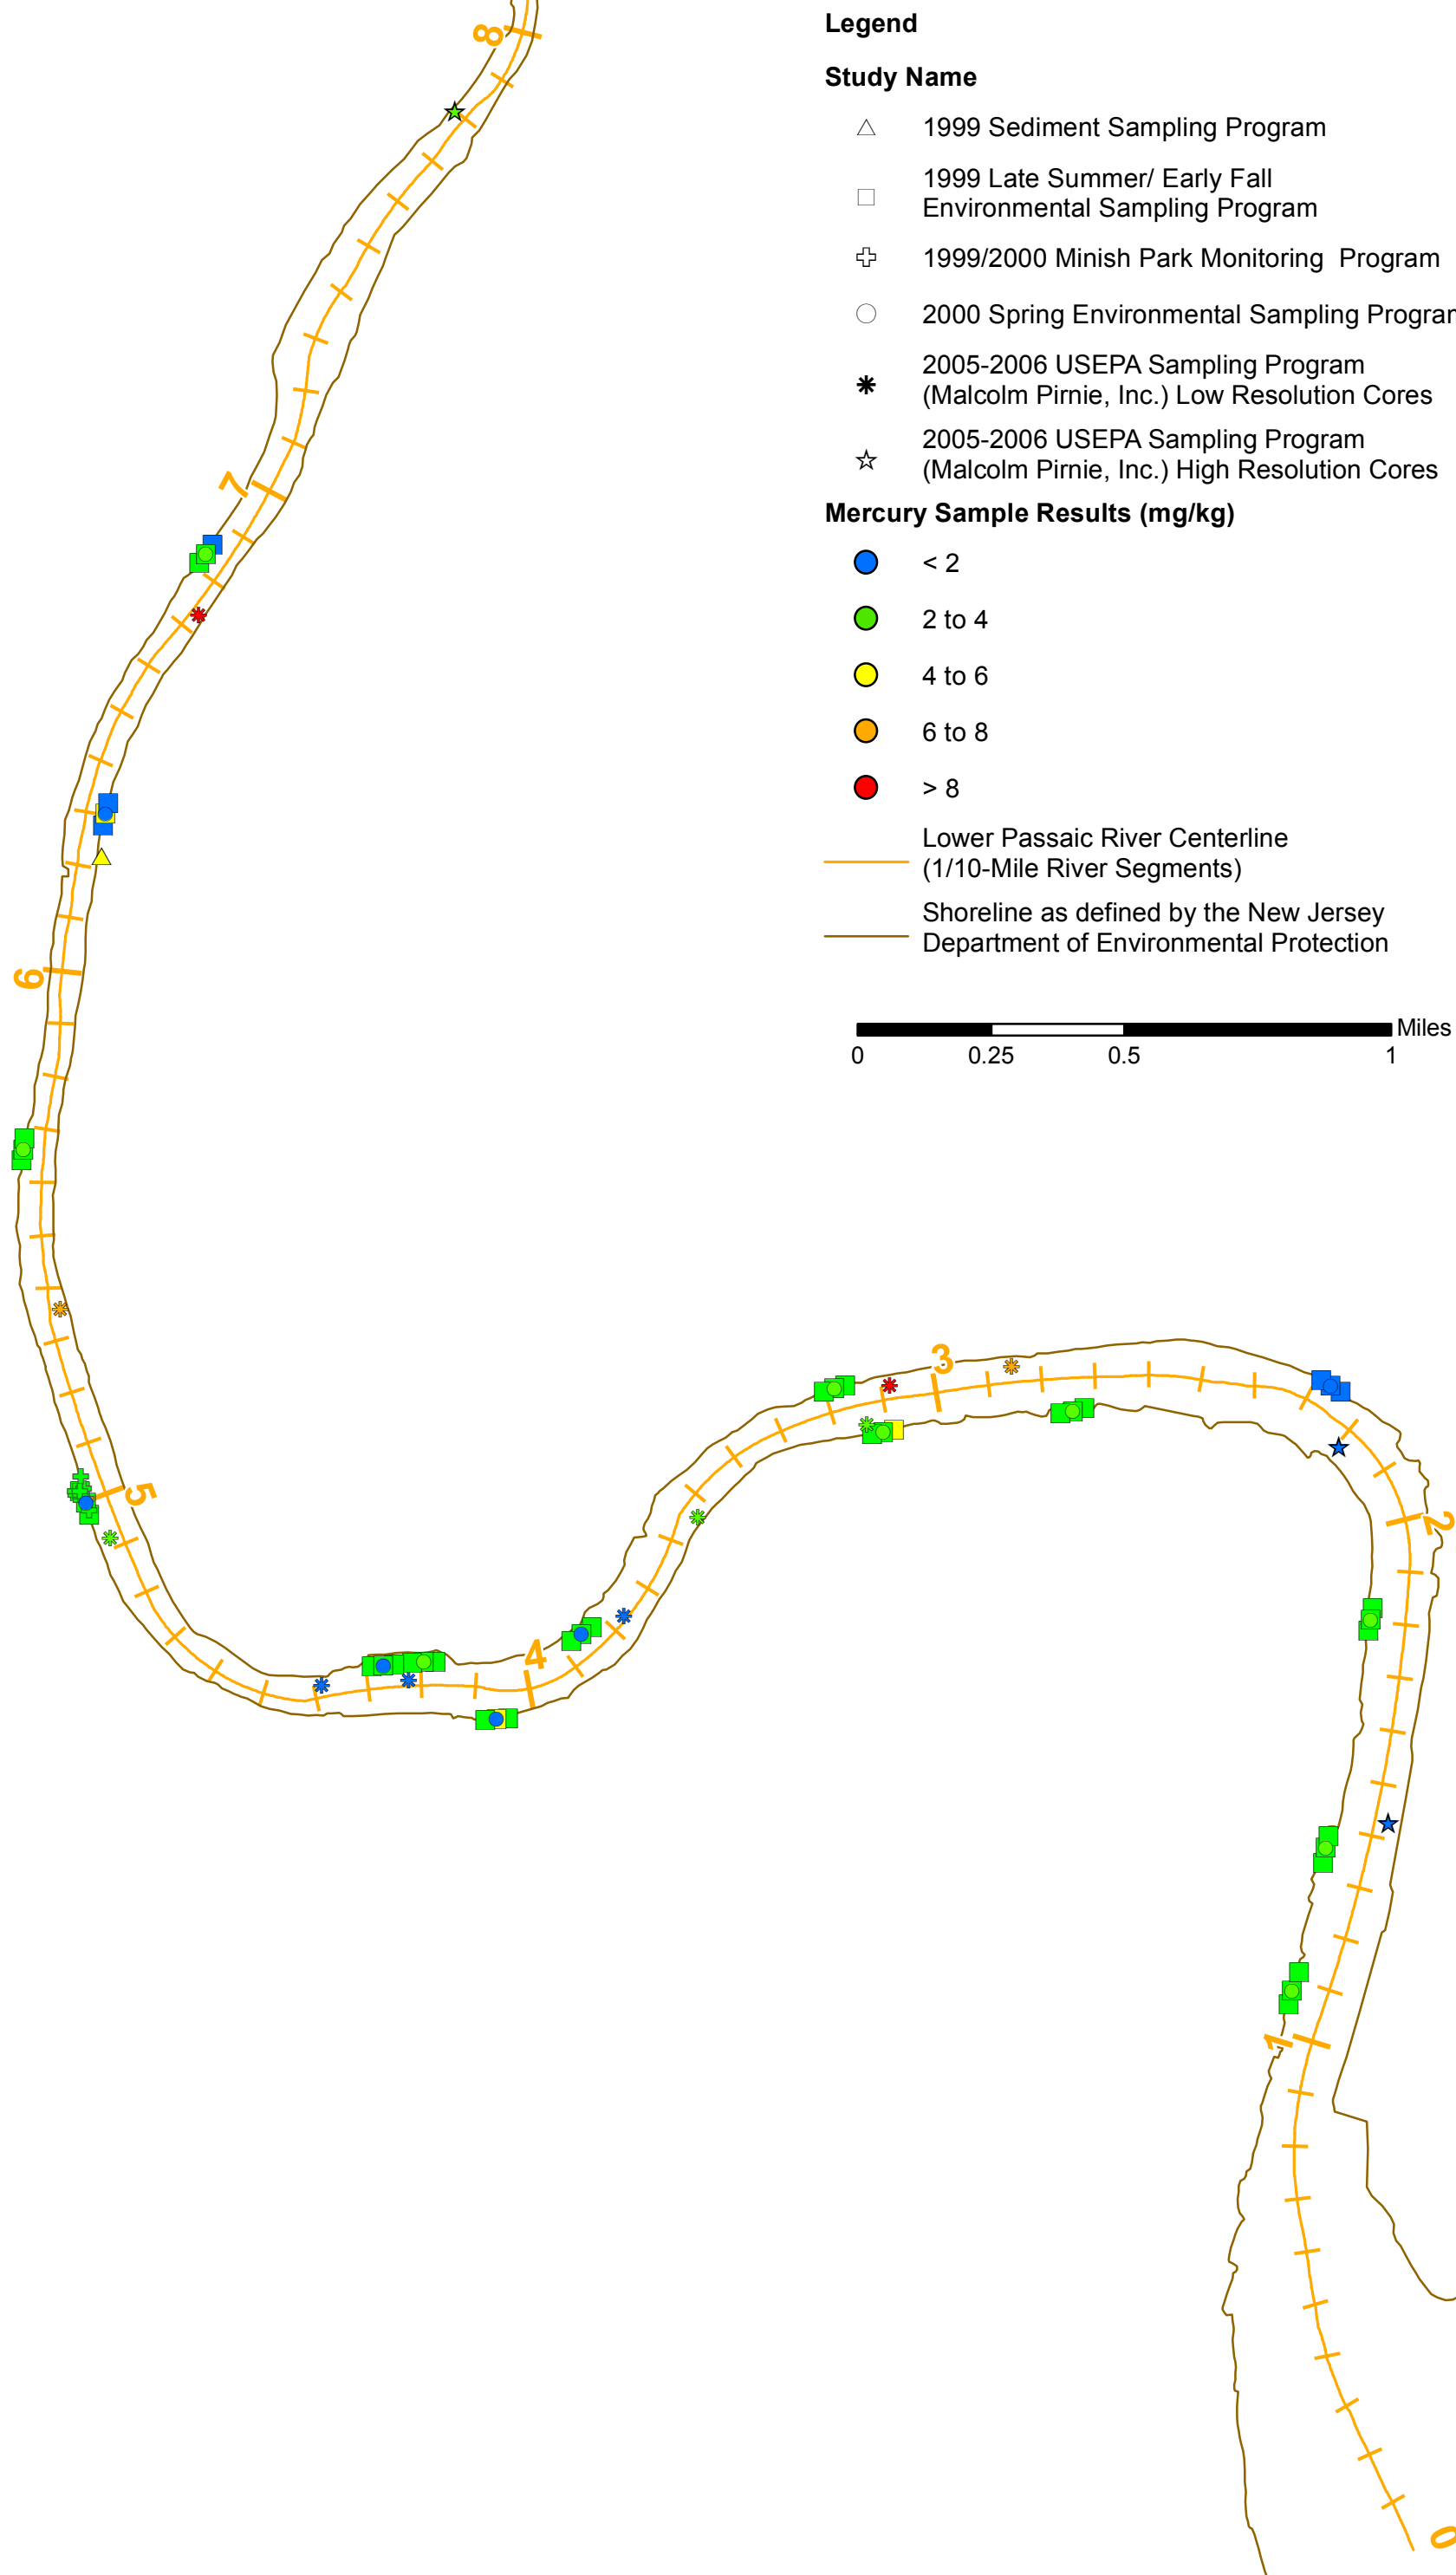 Legend
Study Name
1999 Sediment Sampling Program
1999 Late Summer/ Early Fall
Environmental Sampling Program
1999/2000 Minish Park Monitoring Program
2000 Spring Environmental Sampling Program
2005-2006 USEPA Sampling Program
(Malcolm Pirnie, Inc.) Low Resolution Cores
2005-2006 USEPA Sampling Program
(Malcolm Pirnie, Inc.) High Resolution Cores
Mercury Sample Results (mg/kg)
< 2
2 to 4
4 to 6
6 to 8
> 8
Lower Passaic River Centerline
(1/10-Mile River Segments)
Shoreline as defined by the New Jersey
Department of Environmental Protection
Miles
0 0.25 0.5 1
8
7
6
5
4
3
2
1
0